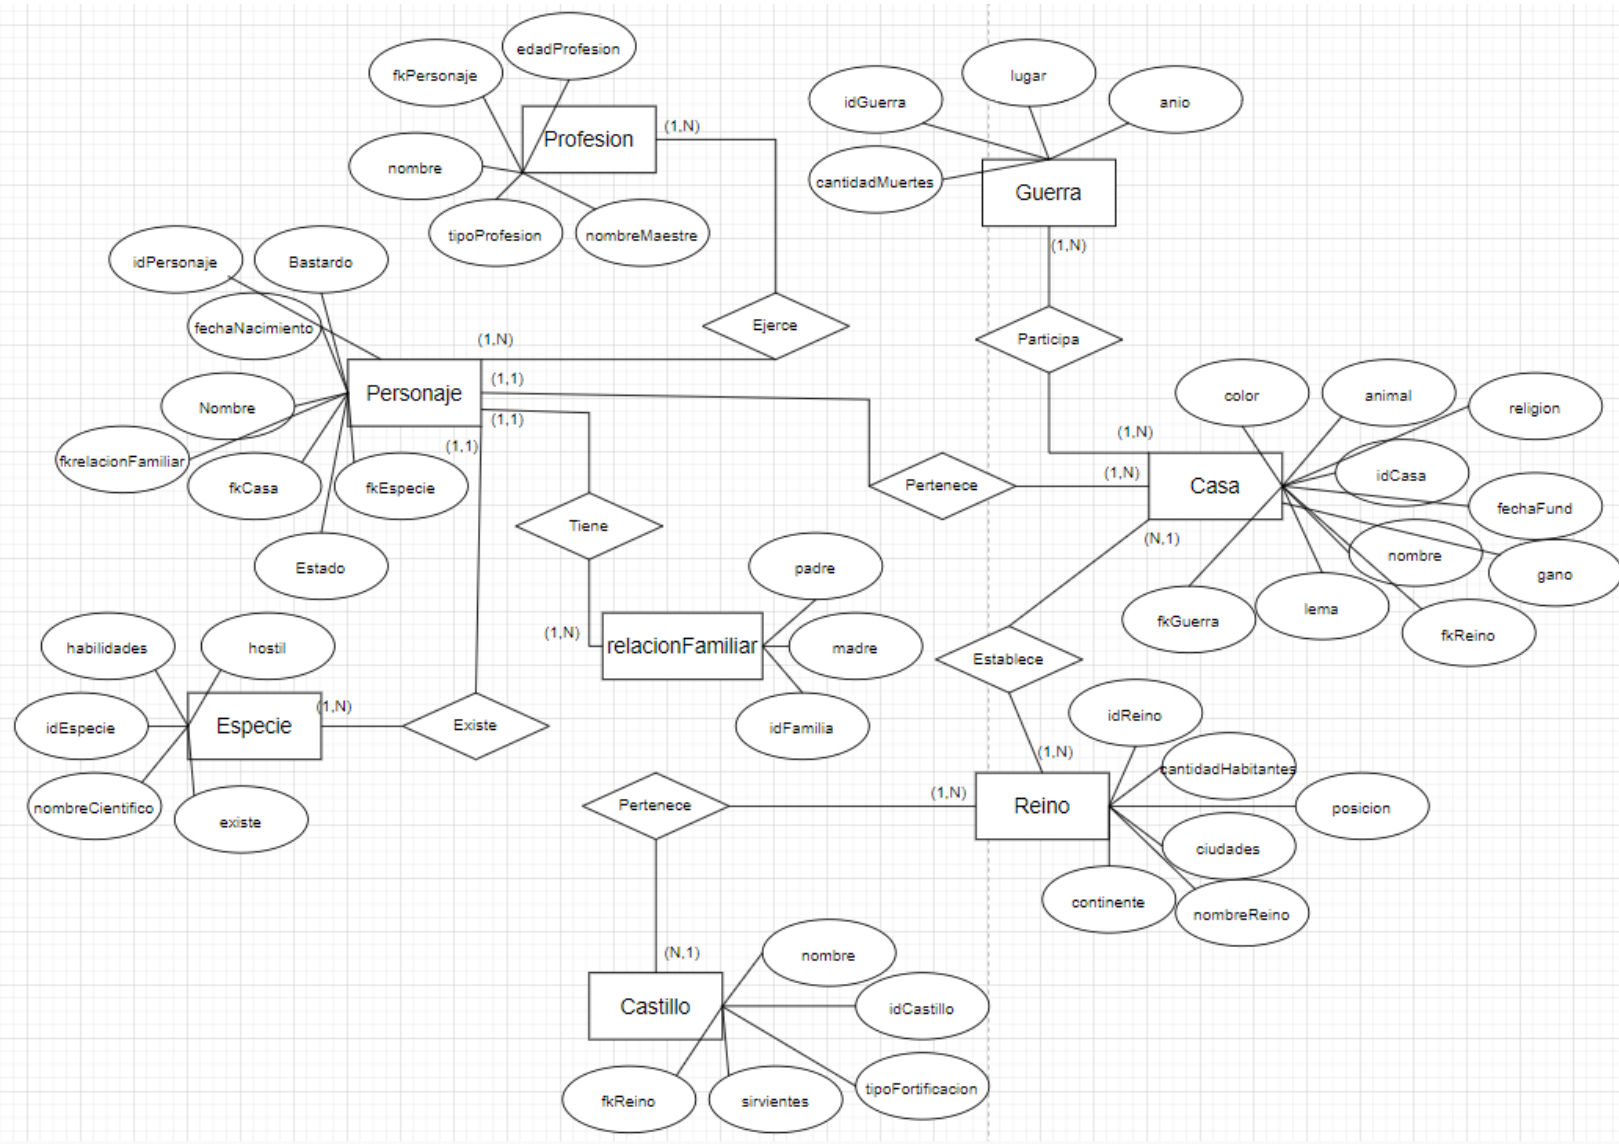 edadProfesion
fkPersonaje
Profesion
(1,N)
nombre
tipoProfesion
nombreMaestre
lugar
idGuerra
anio
cantidadMuertes
Guerra
(1,N)
idPersonaje
Bastardo
fechaNacimiento
Ejerce
Participa
(1,N)
Personaje
(1,1)
(1,1)
(1,1)
Nombre
fkrelacionFamiliar
fkCasa
fkEspecie
Estado
color
animal
religion
(1,N)
(1,N)
Pertenece
Casa
idCasa
fechaFund
(N,1)
nombre
gano
lema
fkGuerra
fkReino
Tiene
padre
(1,N)
relacionFamiliar
madre
idFamilia
Establece
habilidades
hostil
(1,N)
idEspecie
Especie
Existe
nombreCientifico
existe
idReino
(1,N)
cantidadHabitantes
Pertenece
(1,N)
Reino
posicion
ciudades
continente
nombreReino
(N,1)
nombre
Castillo
idCastillo
tipoFortificacion
fkReino
sirvientes